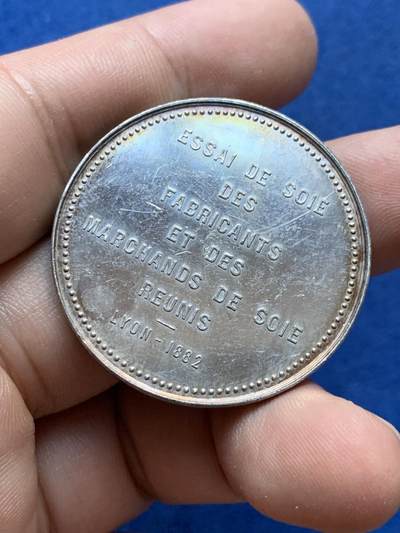 ESSAI DE SOIE
DES
FABRICANTS
ET DES
MARCHANDS DE SOIE
REUNIS
—
LYON - 1882